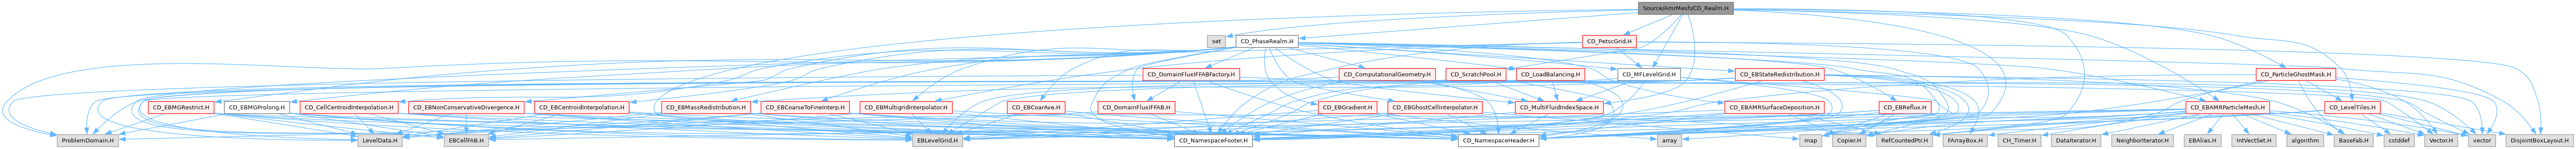 Source/AmrMesh/CD_Realm.H
set
CD_PhaseRealm.H
CD_PetscGrid.H
CD_DomainFluxIFFABFactory.H
CD_ComputationalGeometry.H
CD_ScratchPool.H
CD_LoadBalancing.H
CD_MFLevelGrid.H
CD_EBStateRedistribution.H
CD_ParticleGhostMask.H
CD_EBMGRestrict.H
CD_EBMGProlong.H
CD_CellCentroidInterpolation.H
CD_EBNonConservativeDivergence.H
CD_EBCentroidInterpolation.H
CD_EBMassRedistribution.H
CD_EBCoarseToFineInterp.H
CD_EBMultigridInterpolator.H
CD_EBCoarAve.H
CD_DomainFluxIFFAB.H
CD_EBGradient.H
CD_EBGhostCellInterpolator.H
CD_MultiFluidIndexSpace.H
CD_EBAMRSurfaceDeposition.H
CD_EBReflux.H
CD_EBAMRParticleMesh.H
CD_LevelTiles.H
ProblemDomain.H
LevelData.H
EBCellFAB.H
EBLevelGrid.H
CD_NamespaceFooter.H
CD_NamespaceHeader.H
array
map
Copier.H
RefCountedPtr.H
FArrayBox.H
CH_Timer.H
DataIterator.H
NeighborIterator.H
EBAlias.H
IntVectSet.H
algorithm
BaseFab.H
cstddef
Vector.H
vector
DisjointBoxLayout.H